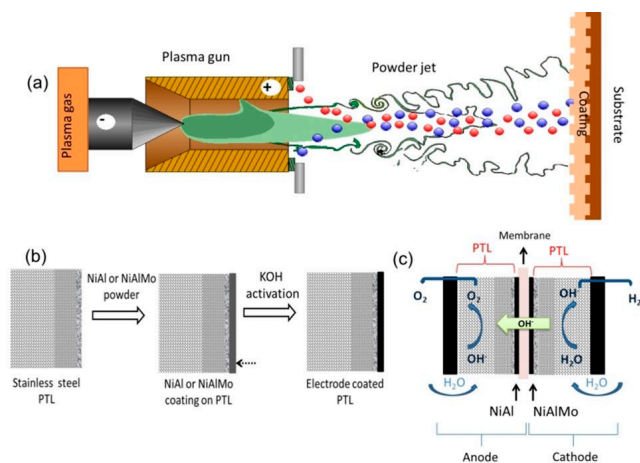 (a)
Plasma gun
Powder jet
Plasma gas
-
+
Coating
Substrate
(b)
NiAl or NiAlMo
powder
KOH
activation
Stainless steel
PTL
NiAl or NiAlMo
coating on PTL
Electrode coated
PTL
(c)
Membrane
PTL
PTL
O₂
O₂
OH⁻
OH⁻
OH⁻
H₂O
H₂
H₂O
H₂O
NiAl
NiAlMo
Anode
Cathode